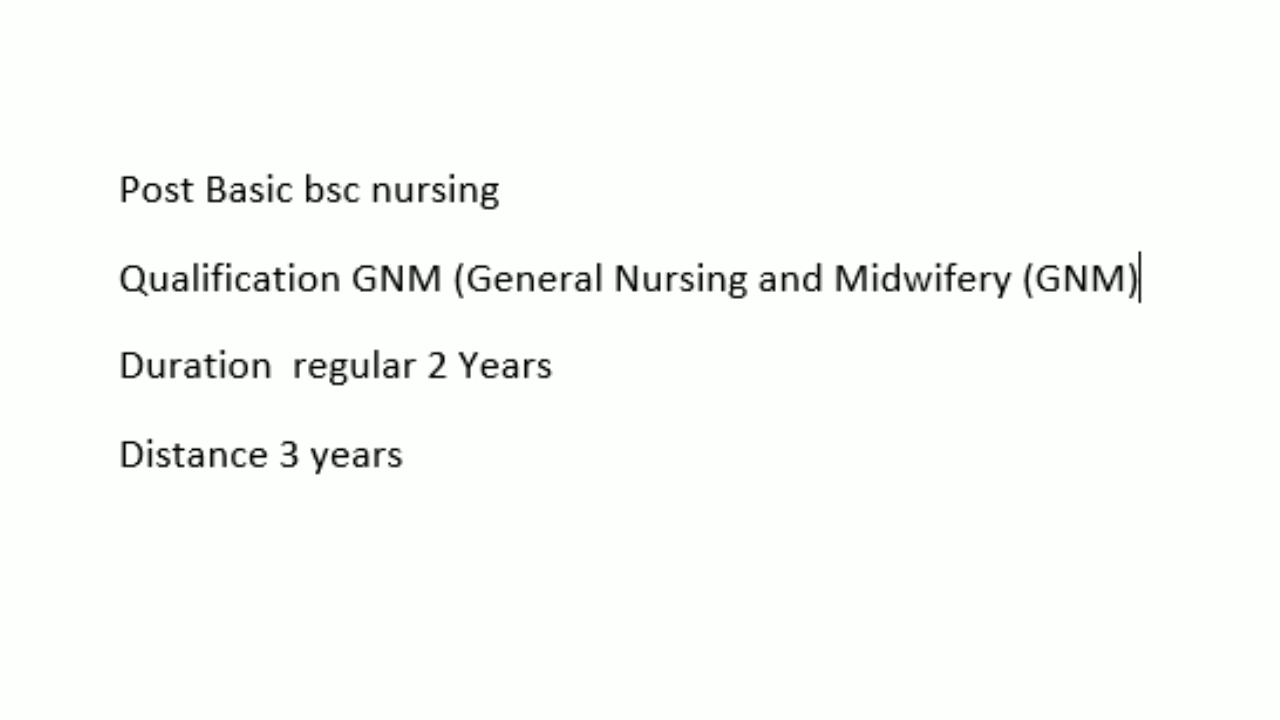 Post Basic bsc nursing
Qualification GNM (General Nursing and Midwifery (GNM)
Duration  regular 2 Years
Distance 3 years